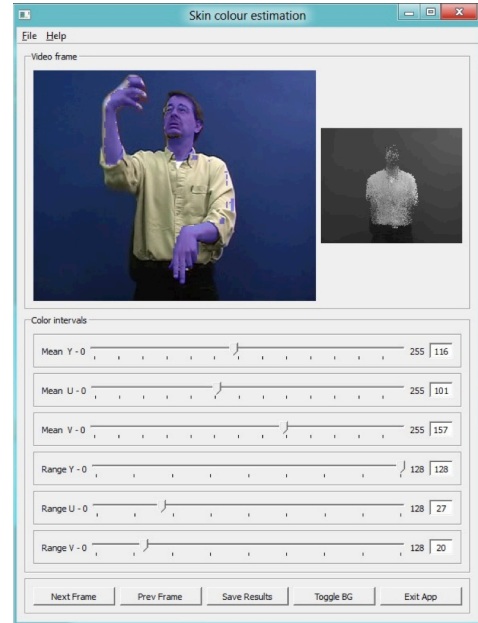 Skin colour estimation
File Help
Video frame
Color intervals
Mean Y - 0 255 116
Mean U - 0 255 101
Mean V - 0 255 157
Range Y - 0 128 128
Range U - 0 128 27
Range V - 0 128 20
Next Frame Prev Frame Save Results Toggle BG Exit App